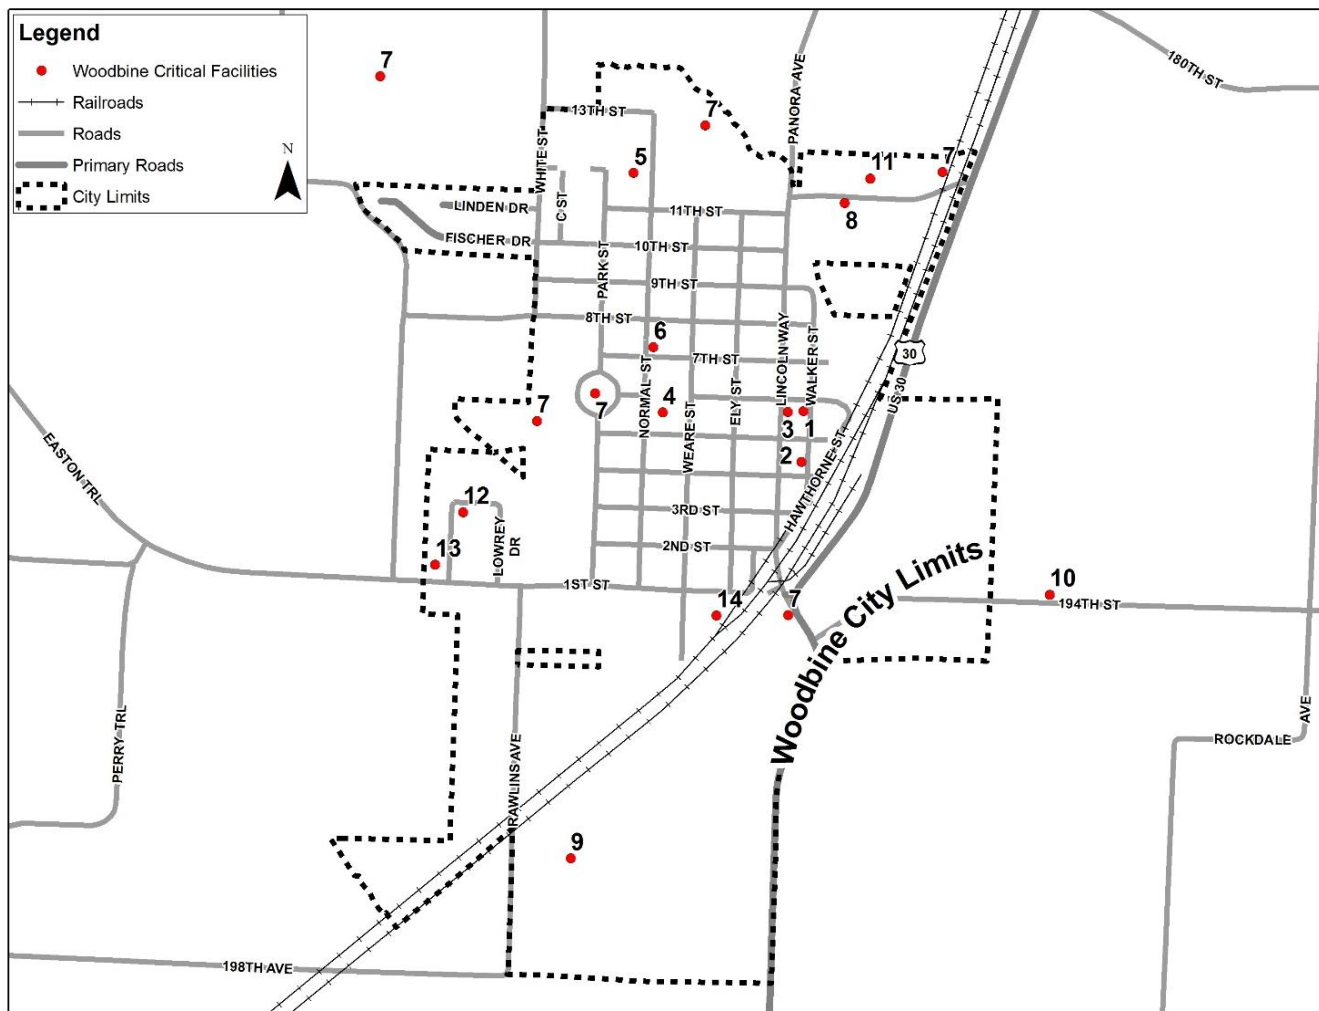 Legend
Woodbine Critical Facilities
Railroads
Roads
Primary Roads
City Limits
N
7
180TH ST
PANORA AVE
13TH ST
7
WHITE ST
5
11
7
LINDEN DR
C ST
11TH ST
8
FISCHER DR
10TH ST
PARK ST
9TH ST
8TH ST
6
LINCOLN WAY
WALKER ST
7TH ST
30
US 30
NORMAL ST
7
7
4
WEARE ST
ELY ST
3
1
2
HAWTHORNE ST
EASTON TRL
12
3RD ST
LOWREY DR
13
2ND ST
1ST ST
14
7
Woodbine City Limits
10
194TH ST
PERRY TRL
RAWLINS AVE
ROCKDALE AVE
9
198TH AVE